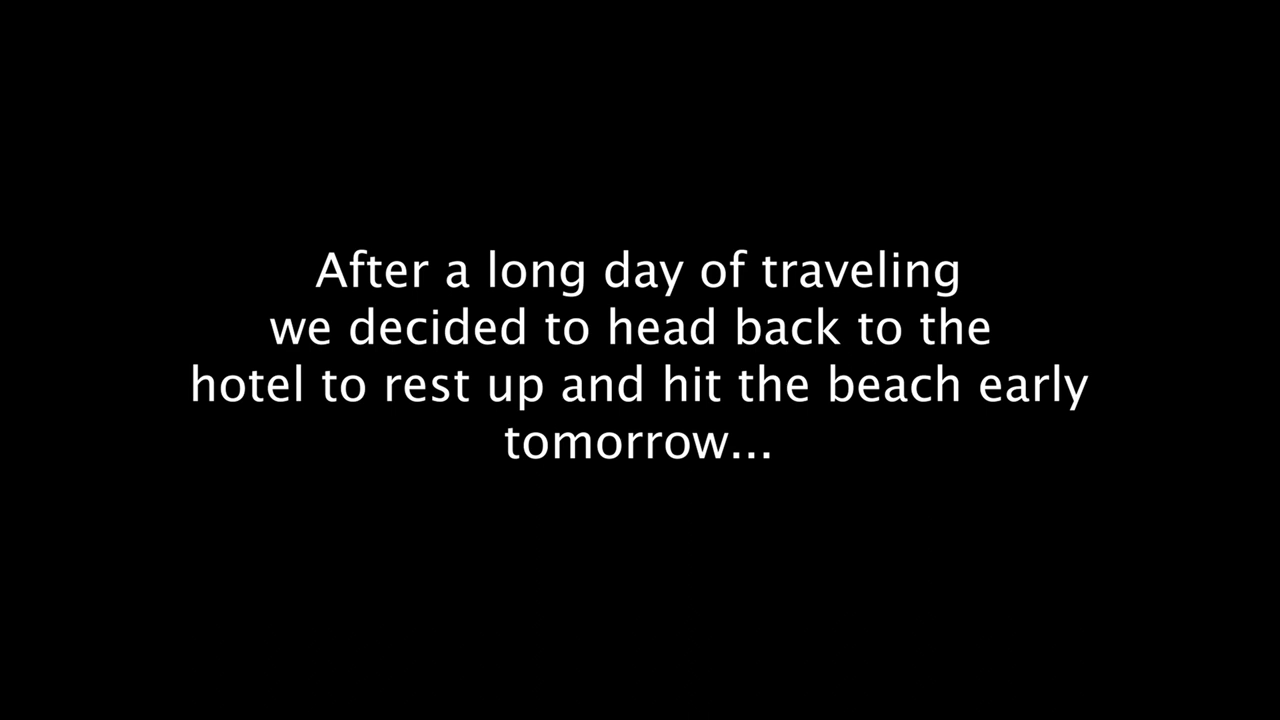 After a long day of traveling
we decided to head back to the
hotel to rest up and hit the beach early
tomorrow...